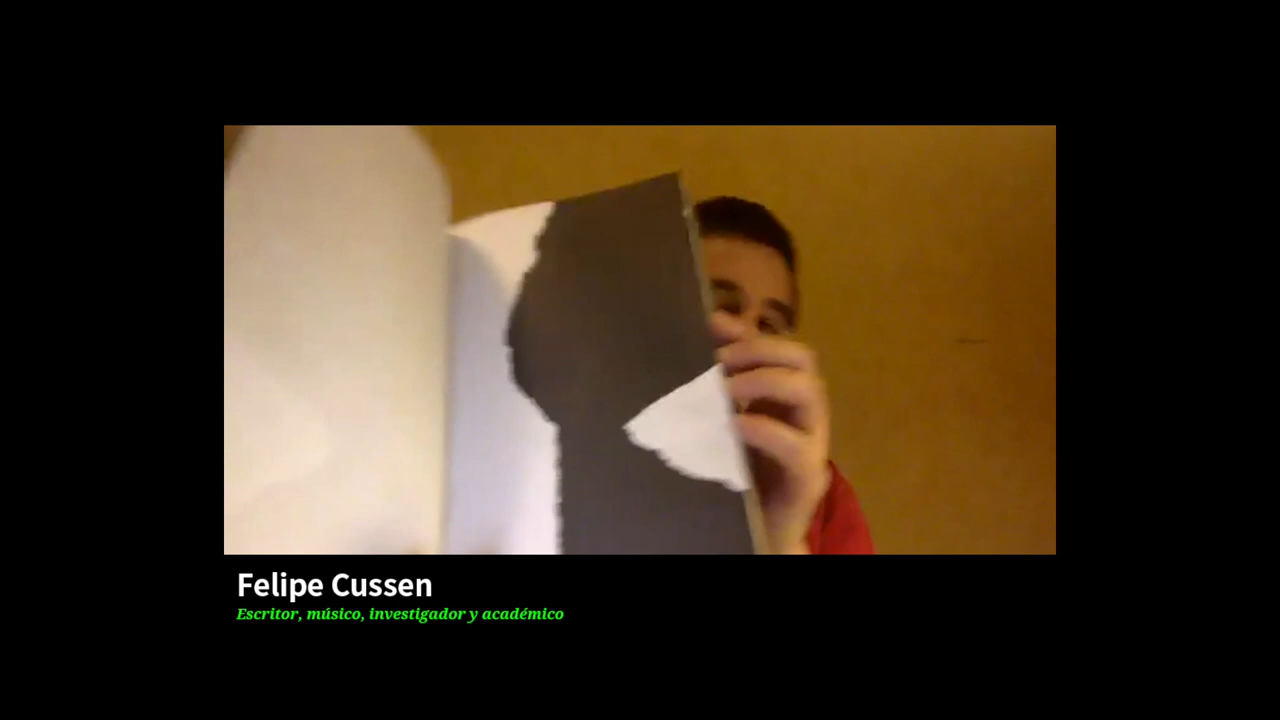 Felipe Cussen
Escritor, músico, investigador y académico